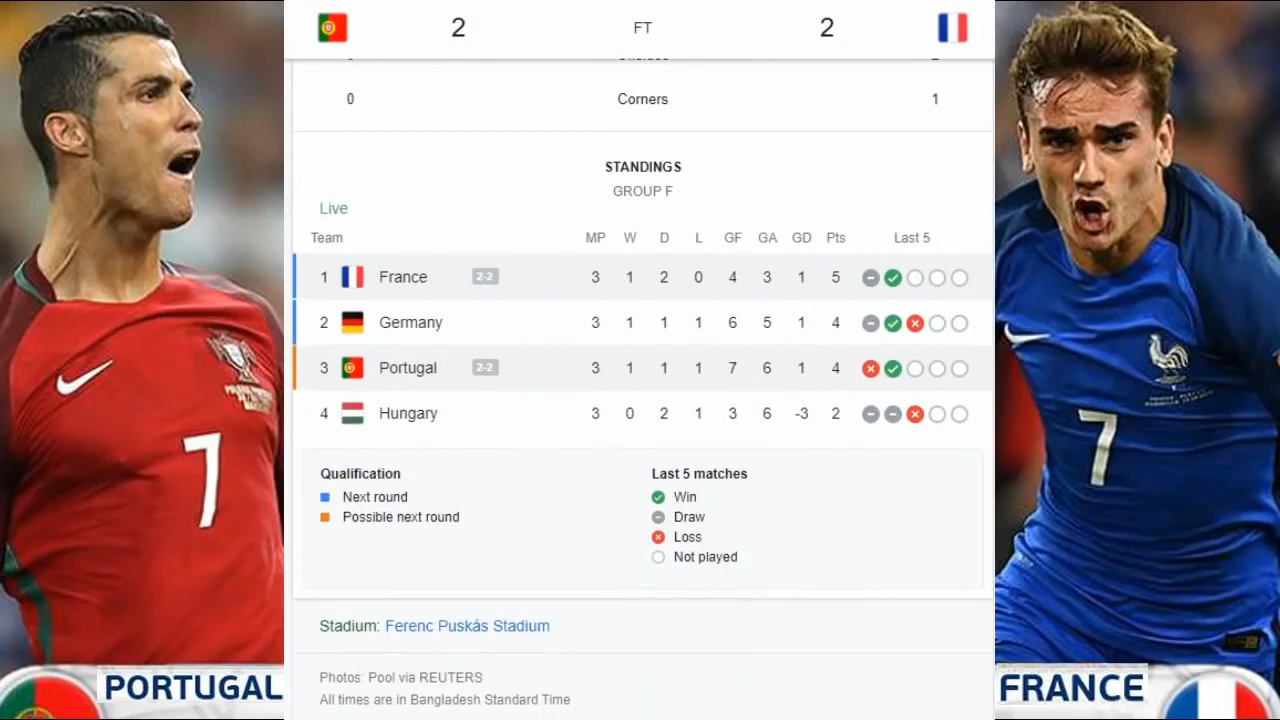 2 FT 2
0 Corners 1
STANDINGS
GROUP F
Live
Team MP W D L GF GA GD Pts Last 5
1 France 2-2 3 1 2 0 4 3 1 5
2 Germany 3 1 1 1 6 5 1 4
3 Portugal 2-2 3 1 1 1 7 6 1 4
4 Hungary 3 0 2 1 3 6 -3 2
Qualification Last 5 matches
Next round Win
Possible next round Draw
Loss
Not played
Stadium: Ferenc Puskás Stadium
Photos: Pool via REUTERS
All times are in Bangladesh Standard Time
7
7
PORTUGAL
FRANCE